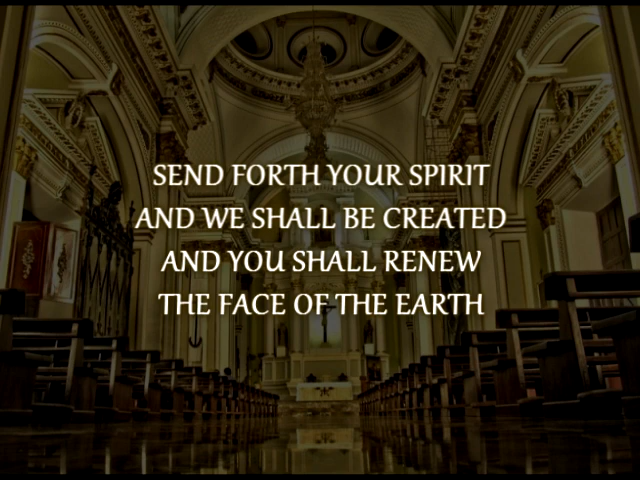 SEND FORTH YOUR SPIRIT
AND WE SHALL BE CREATED
AND YOU SHALL RENEW
THE FACE OF THE EARTH